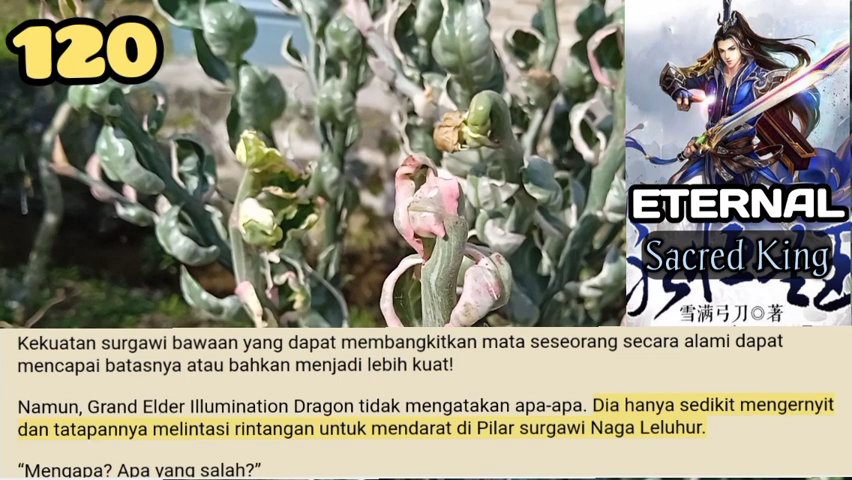 120
ETERNAL
Sacred King
雪满弓刀◎著
Kekuatan surgawi bawaan yang dapat membangkitkan mata seseorang secara alami dapat
mencapai batasnya atau bahkan menjadi lebih kuat!
Namun, Grand Elder Illumination Dragon tidak mengatakan apa-apa. Dia hanya sedikit mengernyit
dan tatapannya melintasi rintangan untuk mendarat di Pilar surgawi Naga Leluhur.
“Mengapa? Apa yang salah?”